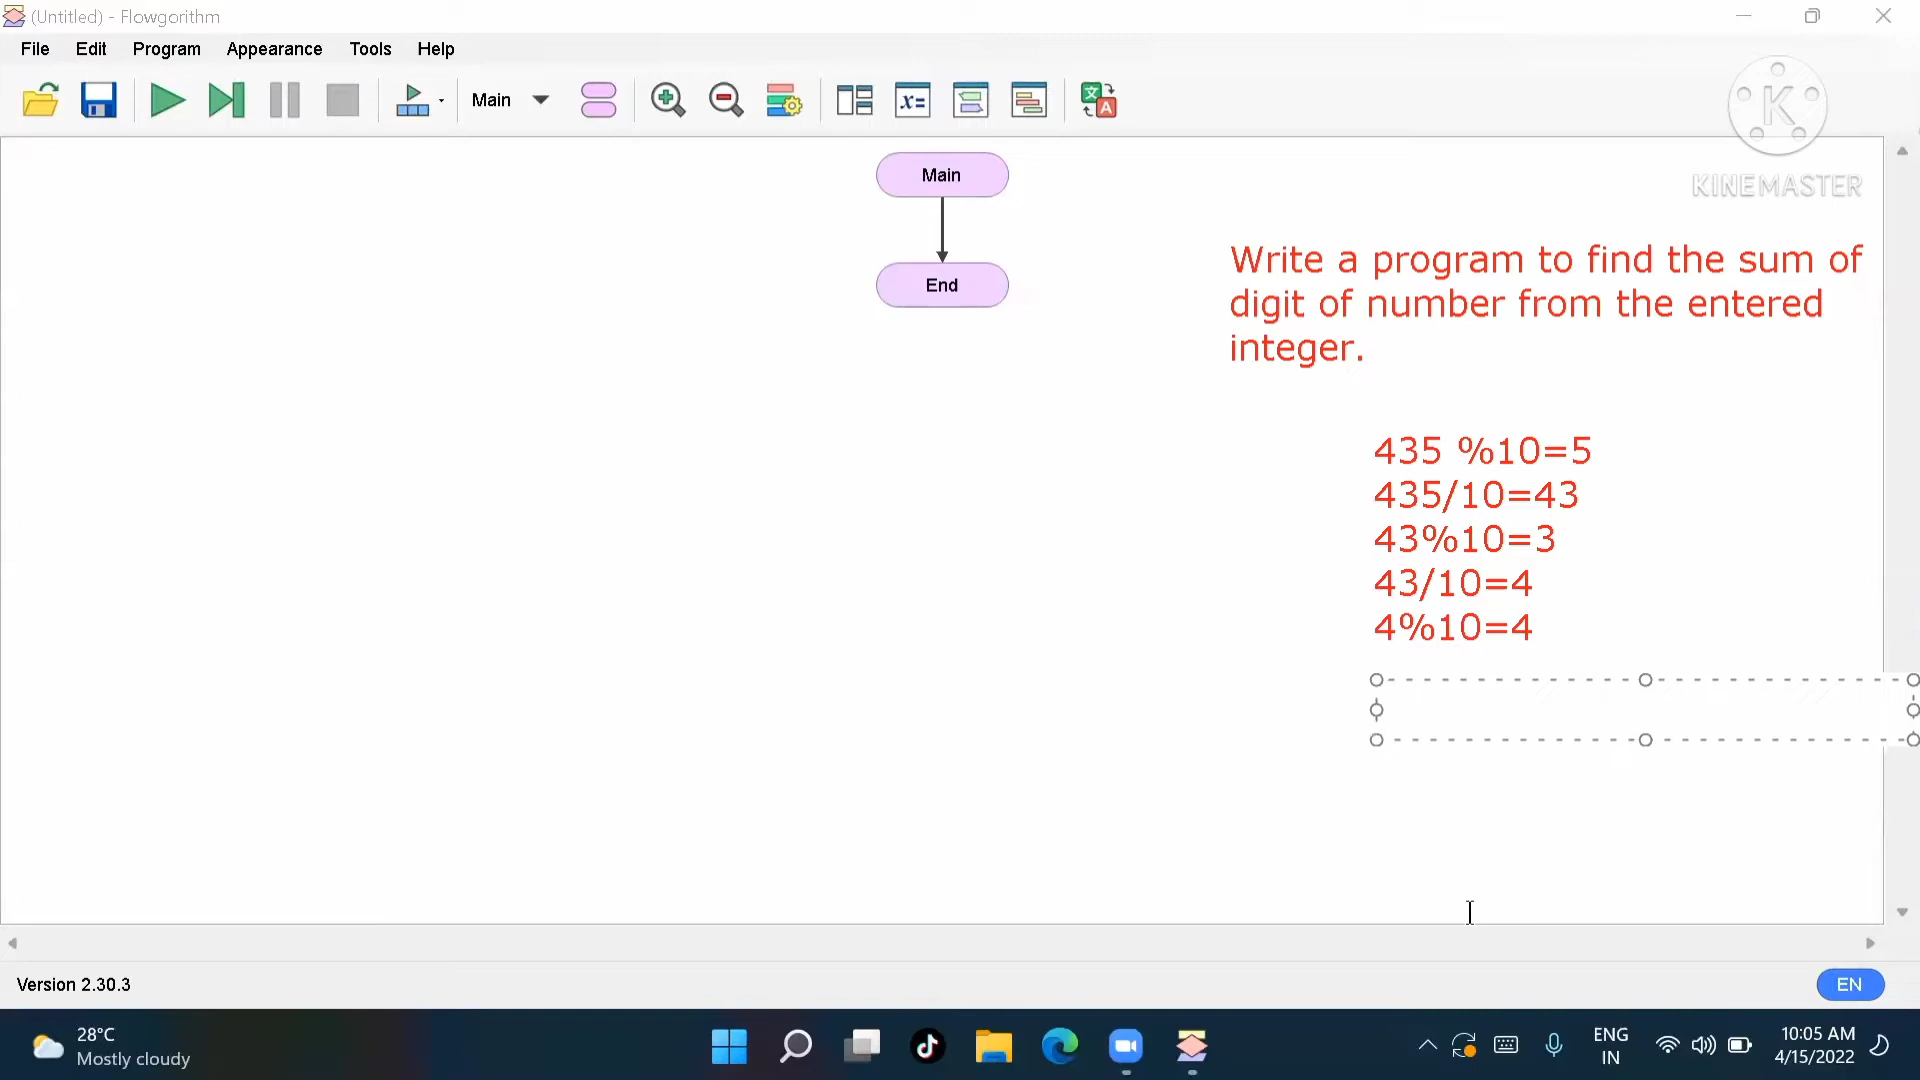 (Untitled) - Flowgorithm
File Edit Program Appearance Tools Help
Main
x=
A
K
KINEMASTER
Main
End
Write a program to find the sum of
digit of number from the entered
integer.
435 %10=5
435/10=43
43%10=3
43/10=4
4%10=4
Version 2.30.3
EN
28°C
Mostly cloudy
ENG
IN
10:05 AM
4/15/2022